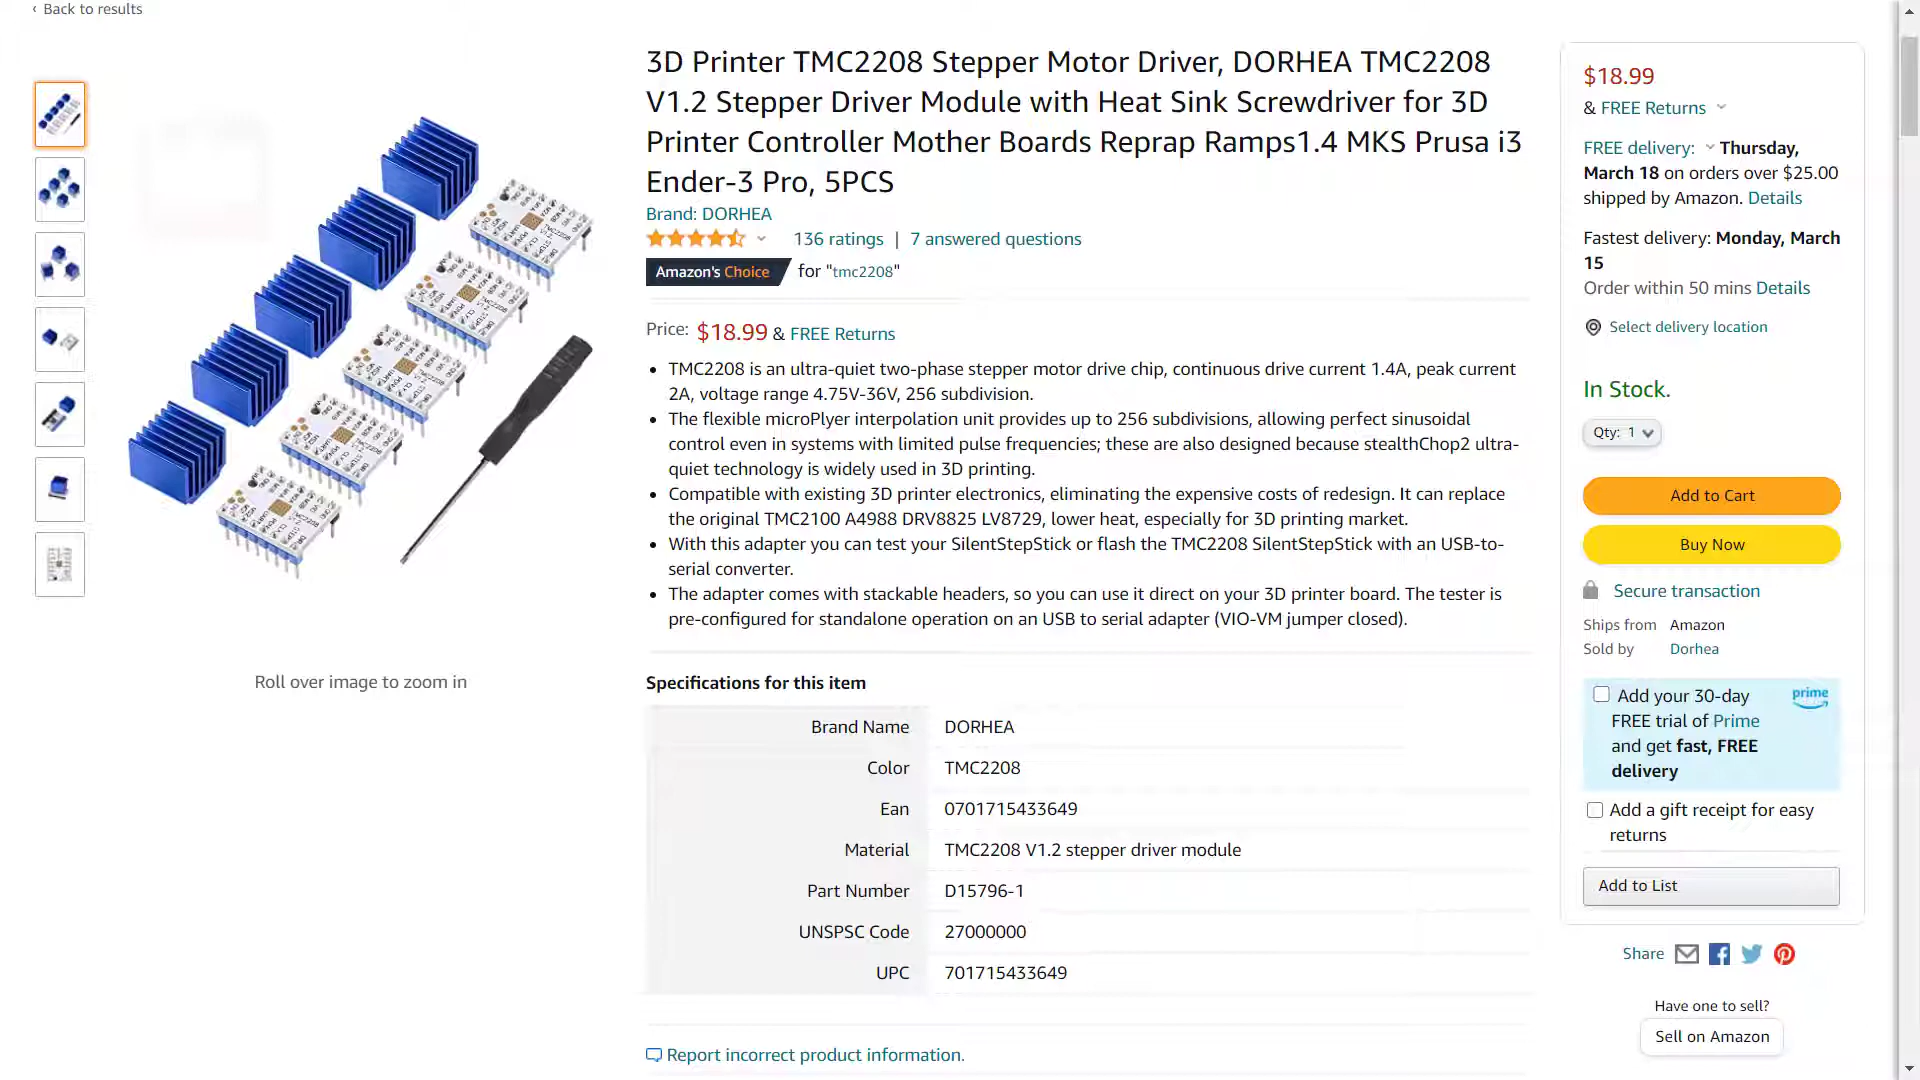 ‹ Back to results
3D Printer TMC2208 Stepper Motor Driver, DORHEA TMC2208
V1.2 Stepper Driver Module with Heat Sink Screwdriver for 3D
Printer Controller Mother Boards Reprap Ramps1.4 MKS Prusa i3
Ender-3 Pro, 5PCS
Brand: DORHEA
136 ratings | 7 answered questions
Amazon's Choice for "tmc2208"
Price: $18.99 & FREE Returns
• TMC2208 is an ultra-quiet two-phase stepper motor drive chip, continuous drive current 1.4A, peak current
2A, voltage range 4.75V-36V, 256 subdivision.
• The flexible microPlyer interpolation unit provides up to 256 subdivisions, allowing perfect sinusoidal
control even in systems with limited pulse frequencies; these are also designed because stealthChop2 ultra-
quiet technology is widely used in 3D printing.
• Compatible with existing 3D printer electronics, eliminating the expensive costs of redesign. It can replace
the original TMC2100 A4988 DRV8825 LV8729, lower heat, especially for 3D printing market.
• With this adapter you can test your SilentStepStick or flash the TMC2208 SilentStepStick with an USB-to-
serial converter.
• The adapter comes with stackable headers, so you can use it direct on your 3D printer board. The tester is
pre-configured for standalone operation on an USB to serial adapter (VIO-VM jumper closed).
Roll over image to zoom in
Specifications for this item
Brand Name DORHEA
Color TMC2208
Ean 0701715433649
Material TMC2208 V1.2 stepper driver module
Part Number D15796-1
UNSPSC Code 27000000
UPC 701715433649
Report incorrect product information.
$18.99
& FREE Returns
FREE delivery: Thursday,
March 18 on orders over $25.00
shipped by Amazon. Details
Fastest delivery: Monday, March
15
Order within 50 mins Details
Select delivery location
In Stock.
Qty: 1
Add to Cart
Buy Now
Secure transaction
Ships from Amazon
Sold by Dorhea
Add your 30-day
prime
FREE trial of Prime
and get fast, FREE
delivery
Add a gift receipt for easy
returns
Add to List
Share
Have one to sell?
Sell on Amazon